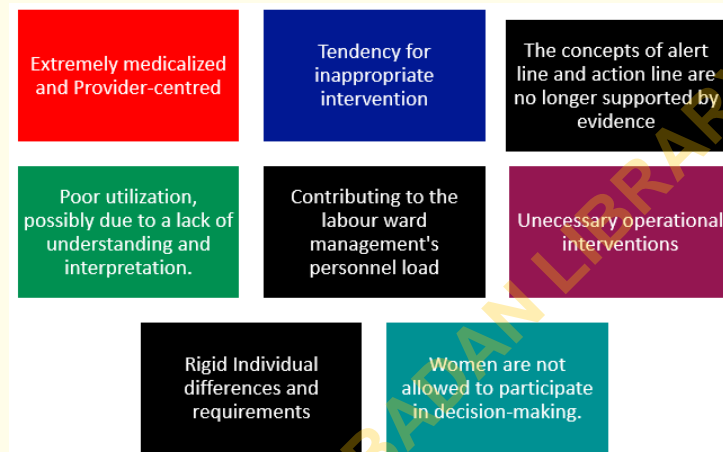 Extremely medicalized
and Provider-centred
Tendency for
inappropriate
intervention
The concepts of alert
line and action line are
no longer supported by
evidence
Poor utilization,
possibly due to a lack of
understanding and
interpretation.
Contributing to the
labour ward
management's
personnel load
Unecessary operational
interventions
Rigid Individual
differences and
requirements
Women are not
allowed to participate
in decision-making.
BADAN LIBRARY